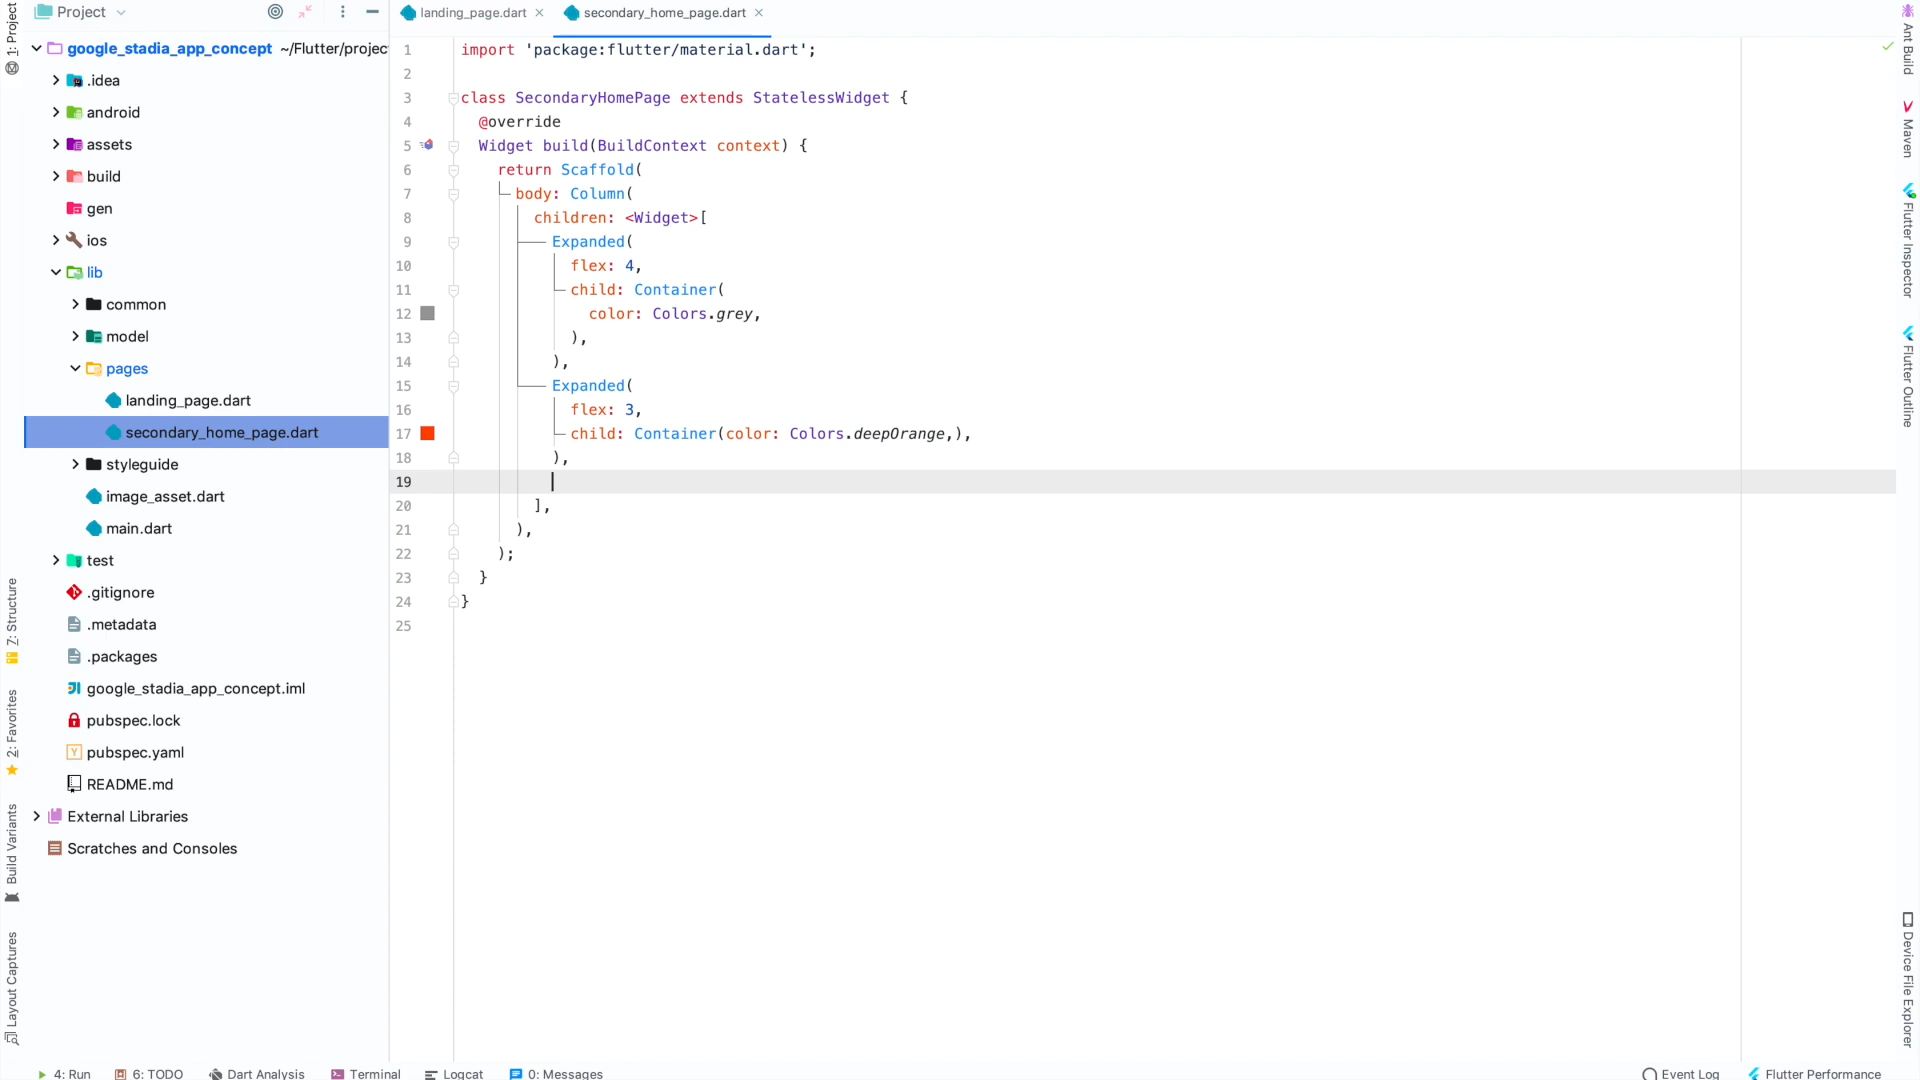 1: Project
Project
landing_page.dart
secondary_home_page.dart
Ant Build
Maven
Flutter Inspector
Flutter Outline
google_stadia_app_concept ~/Flutter/projec
.idea
android
assets
build
gen
ios
lib
common
model
pages
landing_page.dart
secondary_home_page.dart
styleguide
image_asset.dart
main.dart
test
.gitignore
.metadata
.packages
google_stadia_app_concept.iml
pubspec.lock
pubspec.yaml
README.md
External Libraries
Scratches and Consoles
7: Structure
2: Favorites
Build Variants
Layout Captures
1 import 'package:flutter/material.dart';
2
3 class SecondaryHomePage extends StatelessWidget {
4 @override
5 Widget build(BuildContext context) {
6 return Scaffold(
7 body: Column(
8 children: <Widget>[
9 Expanded(
10 flex: 4,
11 child: Container(
12 color: Colors.grey,
13 ),
14 ),
15 Expanded(
16 flex: 3,
17 child: Container(color: Colors.deepOrange,),
18 ),
19
20 ],
21 ),
22 );
23 }
24 }
25
Device File Explorer
4: Run 6: TODO Dart Analysis Terminal Logcat 0: Messages Event Log Flutter Performance